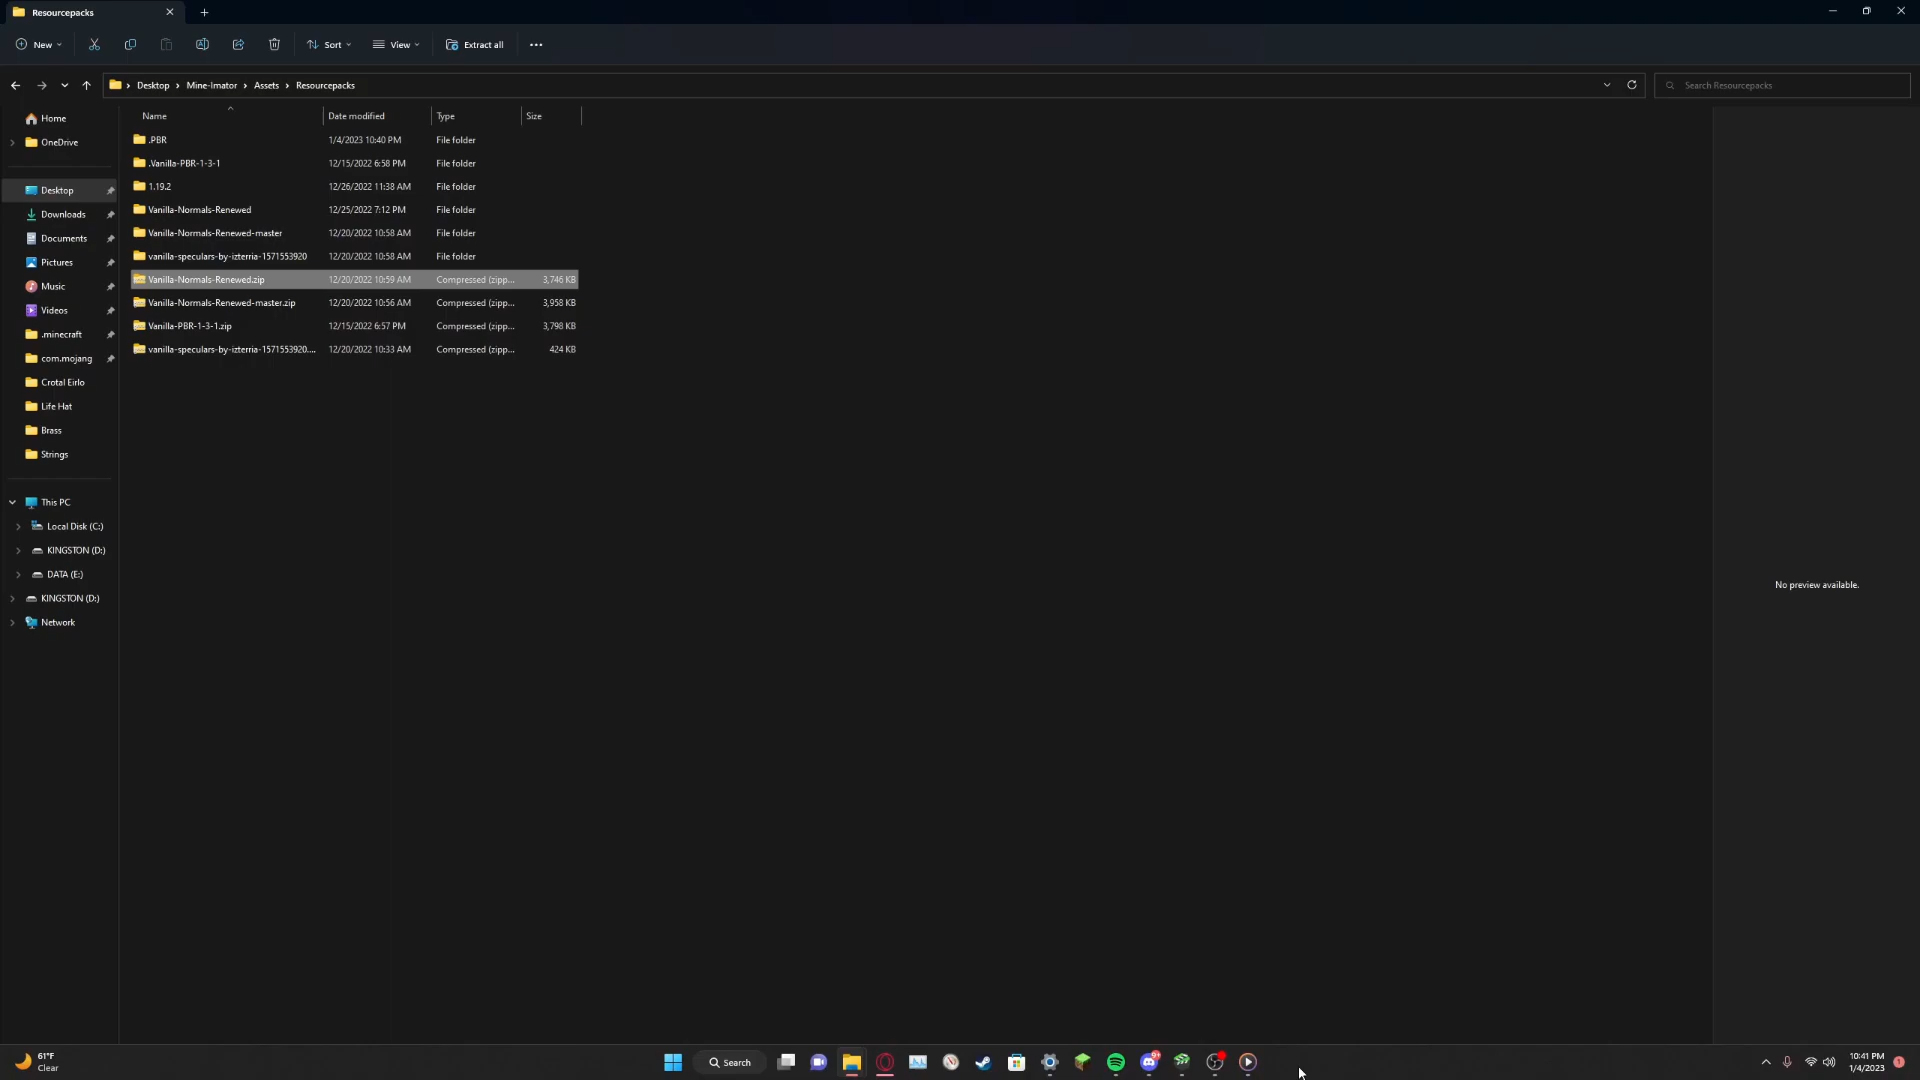 Resourcepacks
New
Sort
View
Extract all
Desktop
Mine-Imator
Assets
Resourcepacks
Search Resourcepacks
Name
Date modified
Type
Size
.PBR 1/4/2023 10:40 PM File folder
.Vanilla-PBR-1-3-1 12/15/2022 6:58 PM File folder
1.19.2 12/26/2022 11:38 AM File folder
Vanilla-Normals-Renewed 12/25/2022 7:12 PM File folder
Vanilla-Normals-Renewed-master 12/20/2022 10:58 AM File folder
vanilla-speculars-by-izterria-1571553920 12/20/2022 10:58 AM File folder
Vanilla-Normals-Renewed.zip 12/20/2022 10:59 AM Compressed (zipp... 3,746 KB
Vanilla-Normals-Renewed-master.zip 12/20/2022 10:56 AM Compressed (zipp... 3,958 KB
Vanilla-PBR-1-3-1.zip 12/15/2022 6:57 PM Compressed (zipp... 3,798 KB
vanilla-speculars-by-izterria-1571553920.... 12/20/2022 10:33 AM Compressed (zipp... 424 KB
Home
OneDrive
Desktop
Downloads
Documents
Pictures
Music
Videos
.minecraft
com.mojang
Crotal Eirlo
Life Hat
Brass
Strings
This PC
Local Disk (C:)
KINGSTON (D:)
DATA (E:)
KINGSTON (D:)
Network
No preview available.
61°F
Clear
Search
9+
10:41 PM
1/4/2023
1